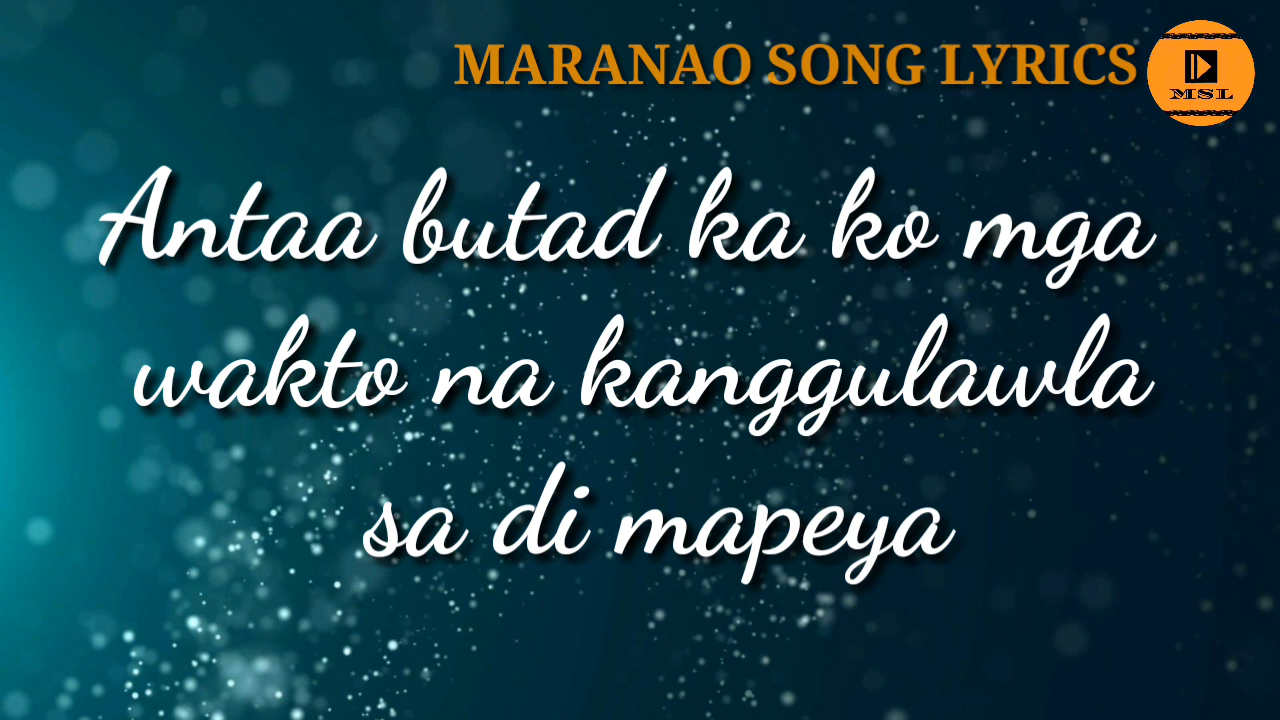 MARANAO SONG LYRICS
MSL
Antaa butad ka ko mga
wakto na kanggulawla
sa di mapeya